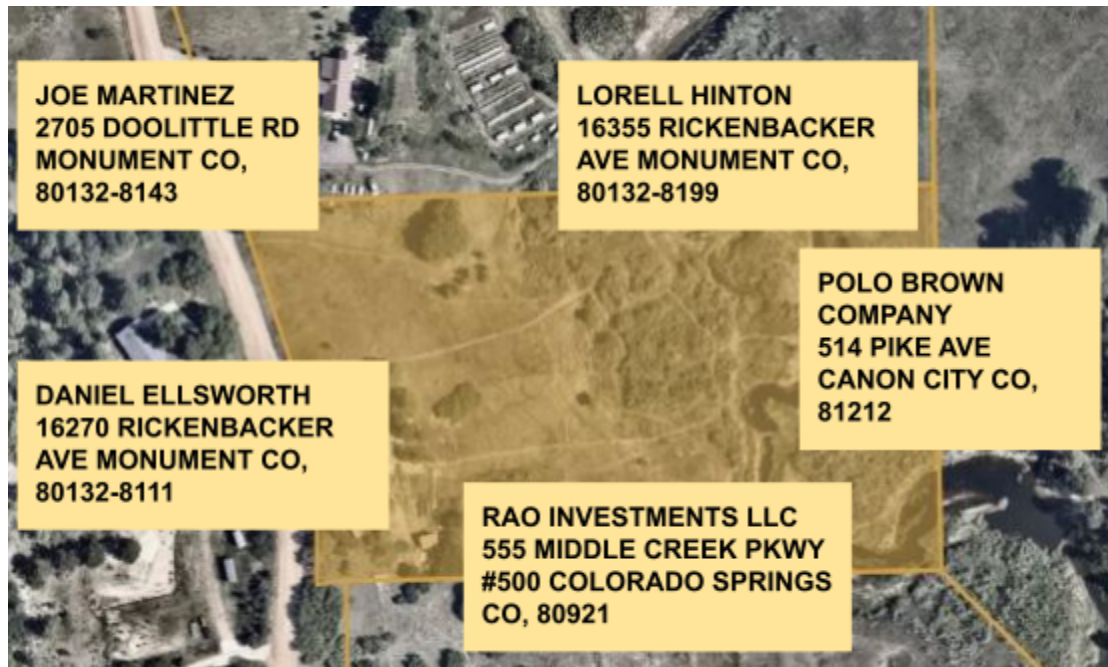 JOE MARTINEZ
2705 DOOLITTLE RD
MONUMENT CO,
80132-8143
LORELL HINTON
16355 RICKENBACKER
AVE MONUMENT CO,
80132-8199
POLO BROWN
COMPANY
514 PIKE AVE
CANON CITY CO,
81212
DANIEL ELLSWORTH
16270 RICKENBACKER
AVE MONUMENT CO,
80132-8111
RAO INVESTMENTS LLC
555 MIDDLE CREEK PKWY
#500 COLORADO SPRINGS
CO, 80921